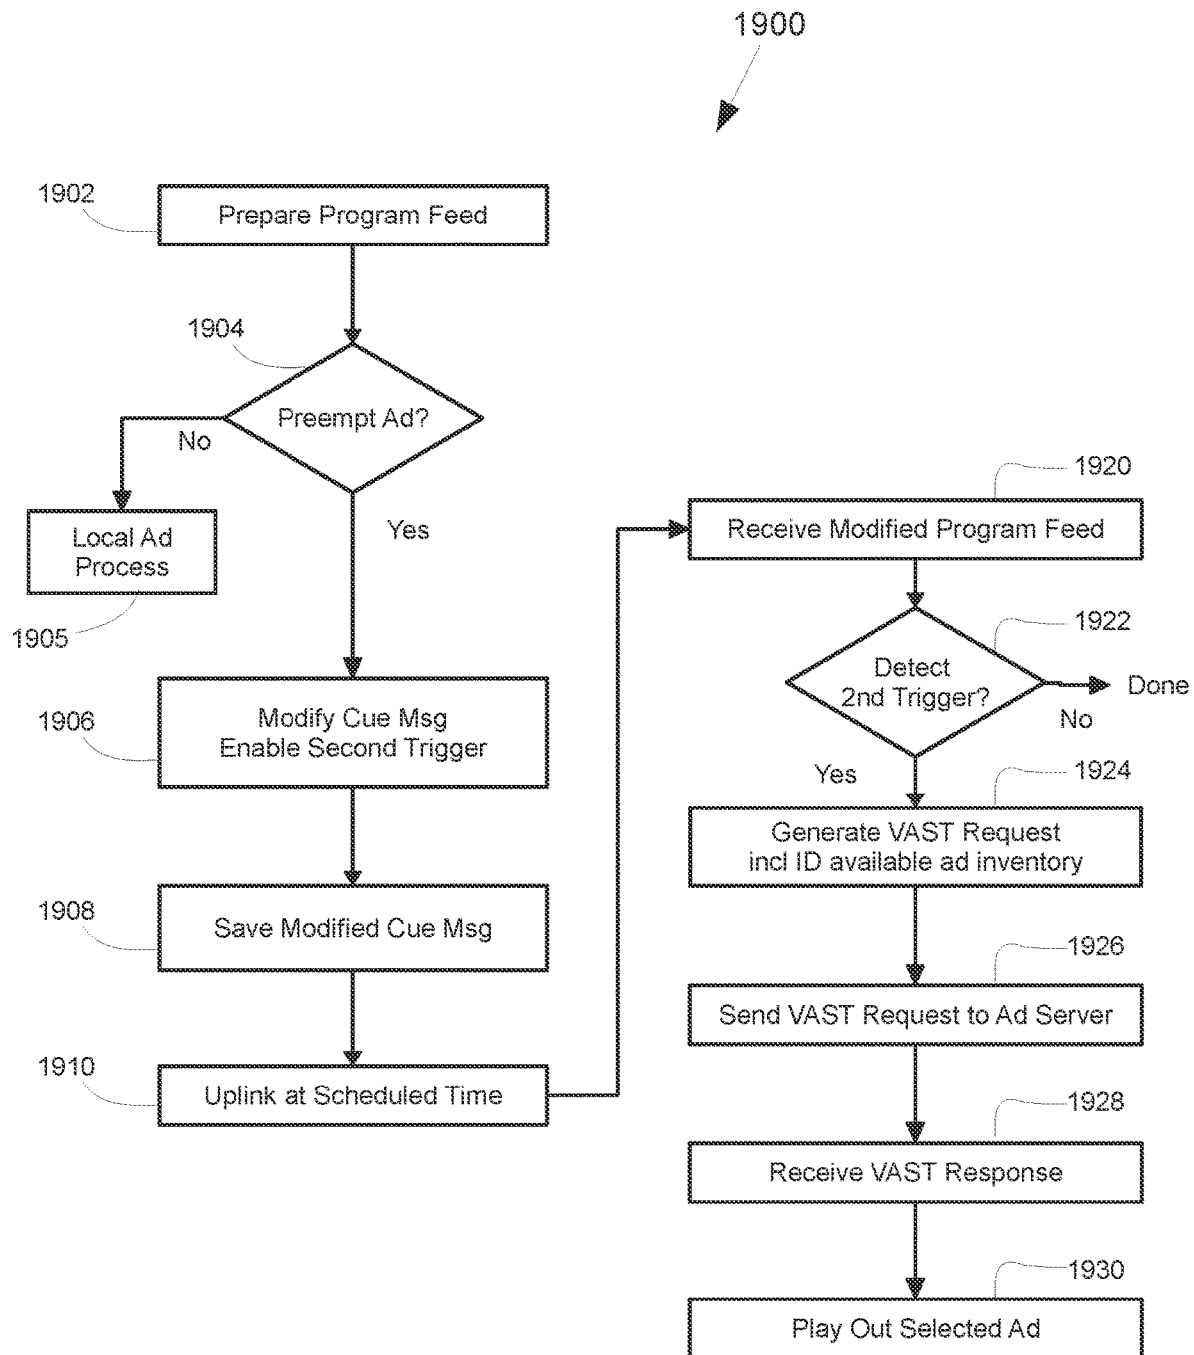 1900
1902
Prepare Program Feed
1904
Preempt Ad?
No
Yes
Local Ad
Process
1905
1906
Modify Cue Msg
Enable Second Trigger
1908
Save Modified Cue Msg
1910
Uplink at Scheduled Time
1920
Receive Modified Program Feed
1922
Detect
2nd Trigger?
Done
No
Yes
1924
Generate VAST Request
incl ID available ad inventory
1926
Send VAST Request to Ad Server
1928
Receive VAST Response
1930
Play Out Selected Ad